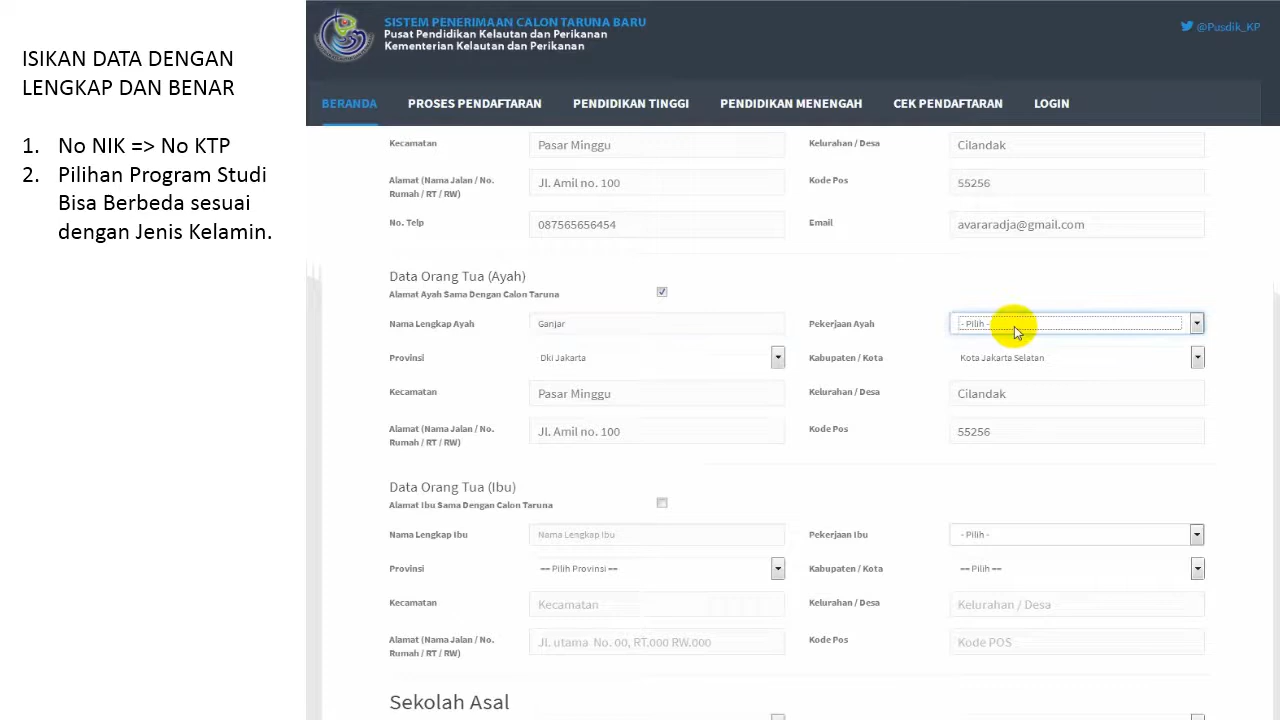 ISIKAN DATA DENGAN
LENGKAP DAN BENAR
1. No NIK => No KTP
2. Pilihan Program Studi
Bisa Berbeda sesuai
dengan Jenis Kelamin.
SISTEM PENERIMAAN CALON TARUNA BARU
Pusat Pendidikan Kelautan dan Perikanan
Kementerian Kelautan dan Perikanan
@Pusdik_KP
BERANDA PROSES PENDAFTARAN PENDIDIKAN TINGGI PENDIDIKAN MENENGAH CEK PENDAFTARAN LOGIN
Kecamatan Pasar Minggu Kelurahan / Desa Cilandak
Alamat (Nama Jalan / No. Rumah / RT / RW) Jl. Amil no. 100 Kode Pos 55256
No. Telp 087565656454 Email avararadja@gmail.com
Data Orang Tua (Ayah)
Alamat Ayah Sama Dengan Calon Taruna
Nama Lengkap Ayah Ganjar Pekerjaan Ayah - Pilih -
Provinsi Dki Jakarta Kabupaten / Kota Kota Jakarta Selatan
Kecamatan Pasar Minggu Kelurahan / Desa Cilandak
Alamat (Nama Jalan / No. Rumah / RT / RW) Jl. Amil no. 100 Kode Pos 55256
Data Orang Tua (Ibu)
Alamat Ibu Sama Dengan Calon Taruna
Nama Lengkap Ibu Nama Lengkap Ibu Pekerjaan Ibu - Pilih -
Provinsi == Pilih Provinsi == Kabupaten / Kota == Pilih ==
Kecamatan Kecamatan Kelurahan / Desa Kelurahan / Desa
Alamat (Nama Jalan / No. Rumah / RT / RW) Jl. utama No. 00, RT.000 RW.000 Kode Pos Kode POS
Sekolah Asal